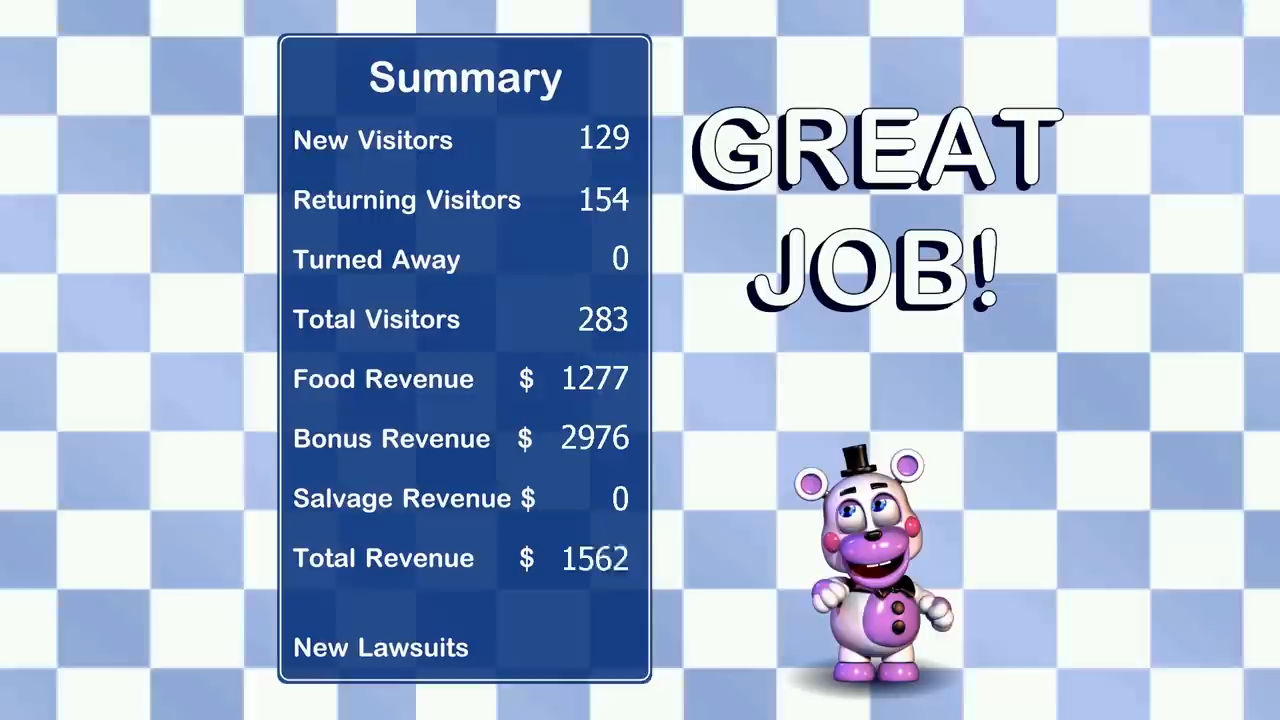 Summary
New Visitors 129
Returning Visitors 154
Turned Away 0
Total Visitors 283
Food Revenue $ 1277
Bonus Revenue $ 2976
Salvage Revenue $ 0
Total Revenue $ 1562
New Lawsuits
GREAT
JOB!